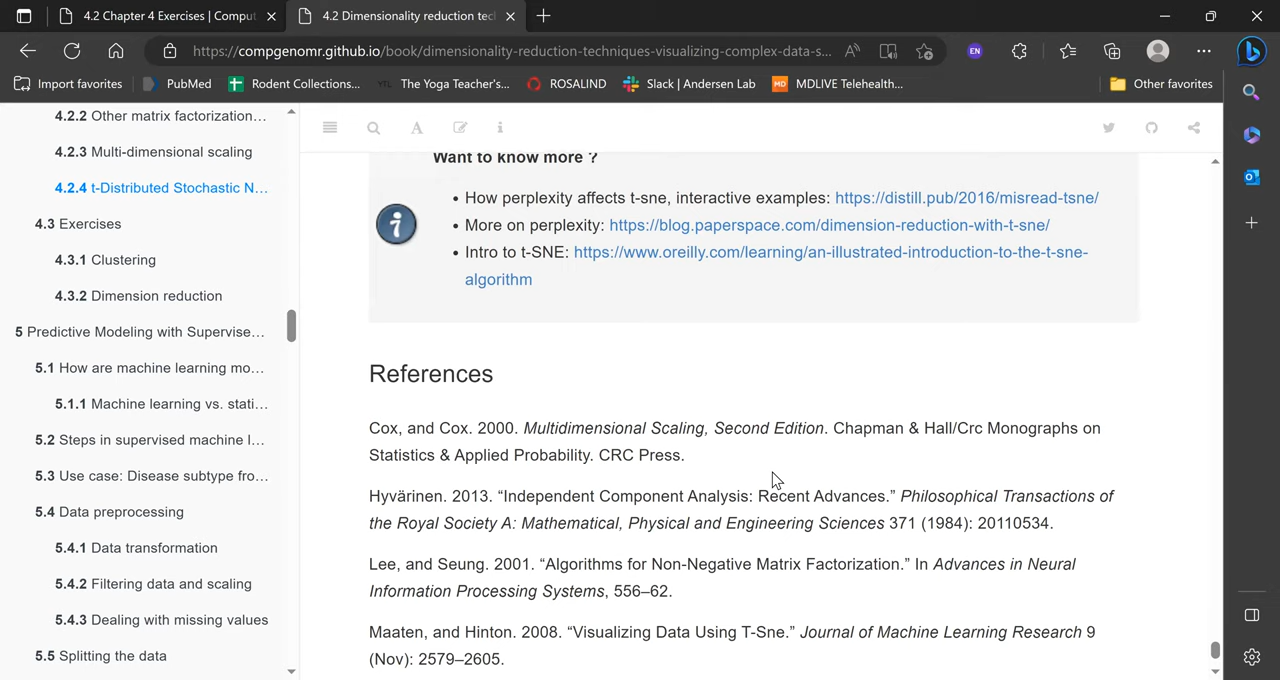 4.2 Chapter 4 Exercises | Comput
4.2 Dimensionality reduction tec
https://compgenomr.github.io/book/dimensionality-reduction-techniques-visualizing-complex-data-s...
EN
Import favorites
PubMed
Rodent Collections...
YTL
The Yoga Teacher's...
ROSALIND
Slack | Andersen Lab
MD
MDLIVE Telehealth...
Other favorites
4.2.2 Other matrix factorization...
4.2.3 Multi-dimensional scaling
4.2.4 t-Distributed Stochastic N...
4.3 Exercises
4.3.1 Clustering
4.3.2 Dimension reduction
5 Predictive Modeling with Supervise...
5.1 How are machine learning mo...
5.1.1 Machine learning vs. stati...
5.2 Steps in supervised machine l...
5.3 Use case: Disease subtype fro...
5.4 Data preprocessing
5.4.1 Data transformation
5.4.2 Filtering data and scaling
5.4.3 Dealing with missing values
5.5 Splitting the data
Want to know more ?
• How perplexity affects t-sne, interactive examples: https://distill.pub/2016/misread-tsne/
• More on perplexity: https://blog.paperspace.com/dimension-reduction-with-t-sne/
• Intro to t-SNE: https://www.oreilly.com/learning/an-illustrated-introduction-to-the-t-sne-
algorithm
References
Cox, and Cox. 2000. Multidimensional Scaling, Second Edition. Chapman & Hall/Crc Monographs on
Statistics & Applied Probability. CRC Press.
Hyvärinen. 2013. “Independent Component Analysis: Recent Advances.” Philosophical Transactions of
the Royal Society A: Mathematical, Physical and Engineering Sciences 371 (1984): 20110534.
Lee, and Seung. 2001. “Algorithms for Non-Negative Matrix Factorization.” In Advances in Neural
Information Processing Systems, 556–62.
Maaten, and Hinton. 2008. “Visualizing Data Using T-Sne.” Journal of Machine Learning Research 9
(Nov): 2579–2605.